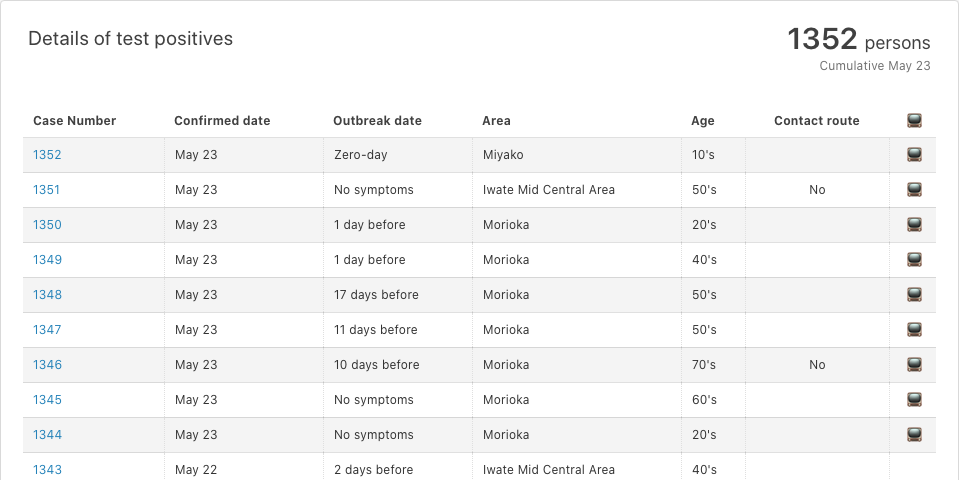 Details of test positives
1352 persons
Cumulative May 23
Case Number Confirmed date Outbreak date Area Age Contact route
1352 May 23 Zero-day Miyako 10's
1351 May 23 No symptoms Iwate Mid Central Area 50's No
1350 May 23 1 day before Morioka 20's
1349 May 23 1 day before Morioka 40's
1348 May 23 17 days before Morioka 50's
1347 May 23 11 days before Morioka 50's
1346 May 23 10 days before Morioka 70's No
1345 May 23 No symptoms Morioka 60's
1344 May 23 No symptoms Morioka 20's
1343 May 22 2 days before Iwate Mid Central Area 40's